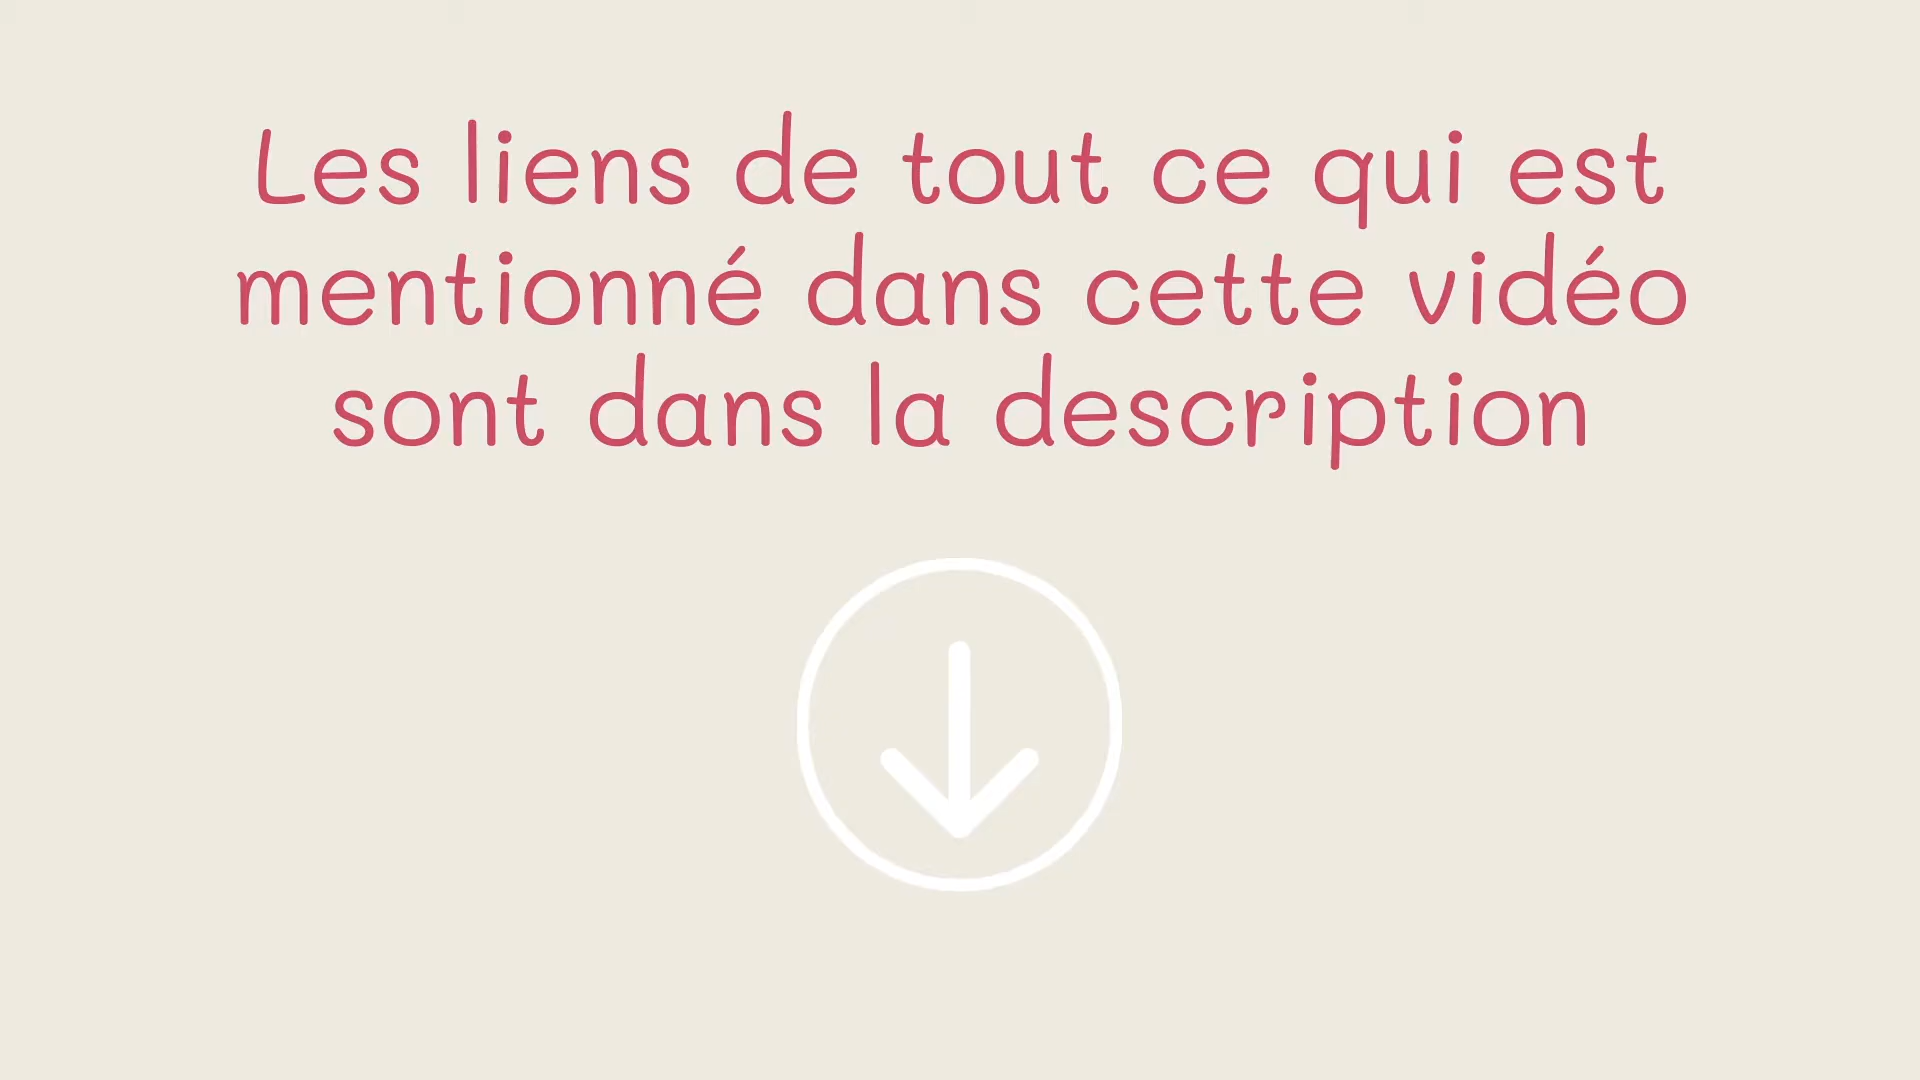 Les liens de tout ce qui est
mentionné dans cette vidéo
sont dans la description